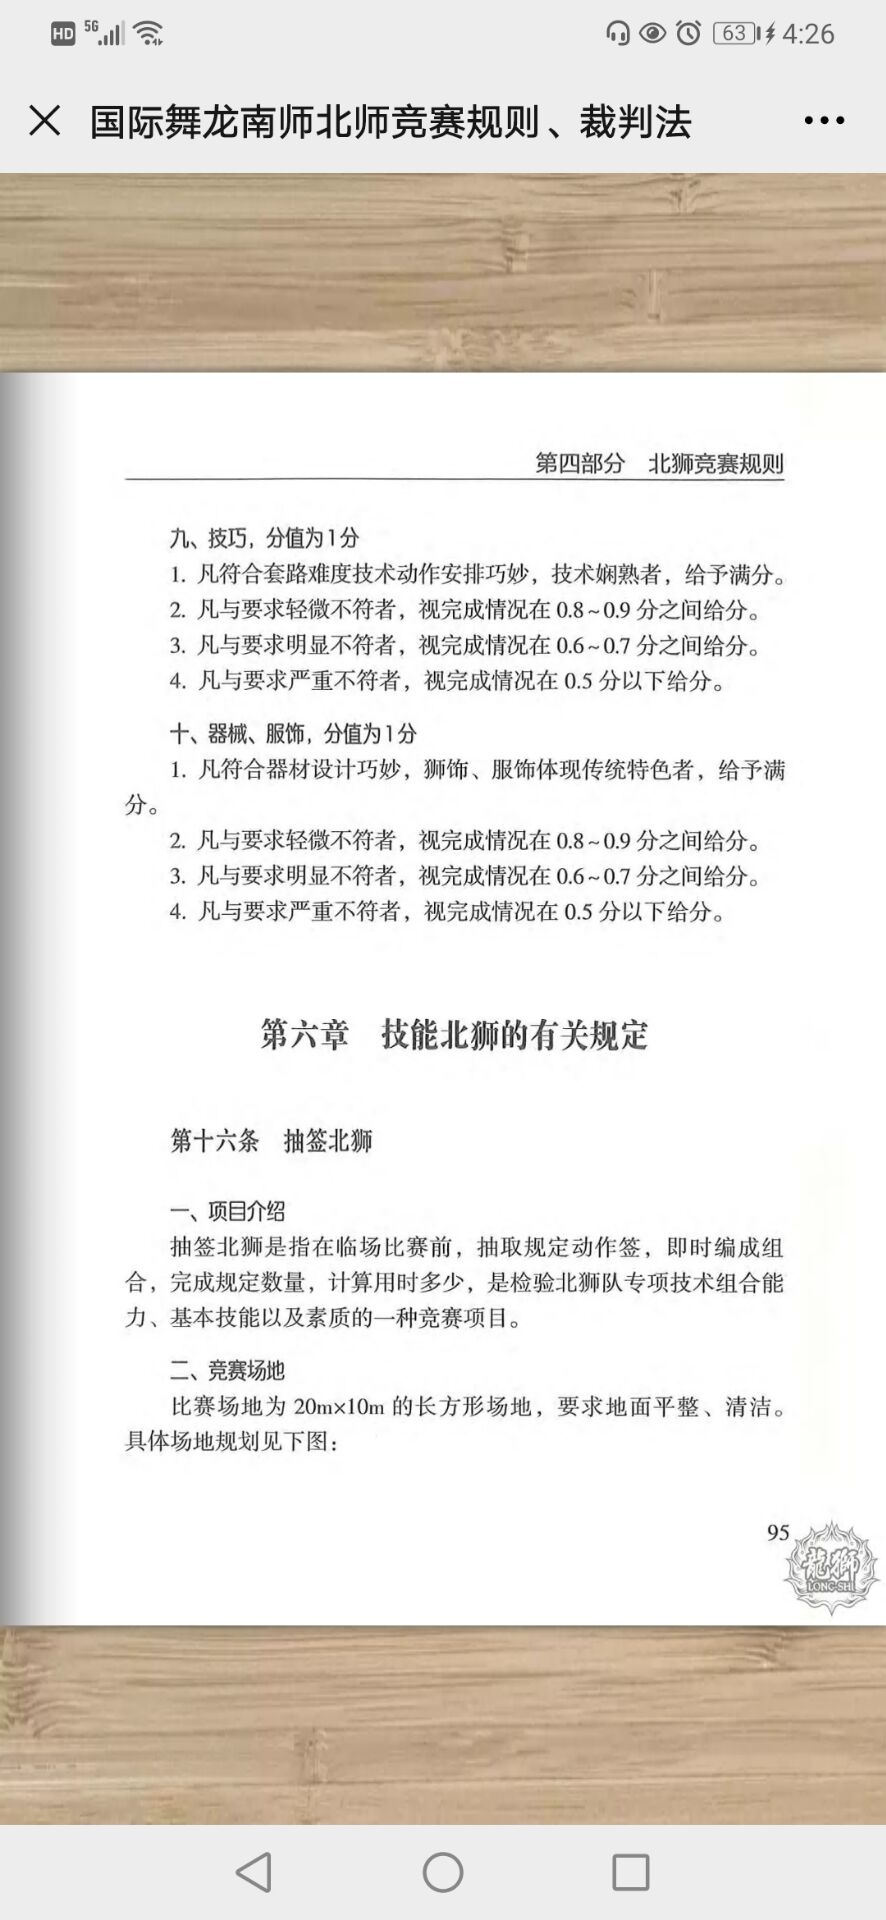 HD 5G 63 4:26
国际舞龙南师北师竞赛规则、裁判法
第四部分 北狮竞赛规则
九、技巧，分值为1分
1. 凡符合套路难度技术动作安排巧妙，技术娴熟者，给予满分。
2. 凡与要求轻微不符者，视完成情况在 0.8~0.9 分之间给分。
3. 凡与要求明显不符者，视完成情况在 0.6~0.7 分之间给分。
4. 凡与要求严重不符者，视完成情况在 0.5 分以下给分。
十、器械、服饰，分值为1分
1. 凡符合器材设计巧妙，狮饰、服饰体现传统特色者，给予满
分。
2. 凡与要求轻微不符者，视完成情况在 0.8~0.9 分之间给分。
3. 凡与要求明显不符者，视完成情况在 0.6~0.7 分之间给分。
4. 凡与要求严重不符者，视完成情况在 0.5 分以下给分。
第六章 技能北狮的有关规定
第十六条 抽签北狮
一、项目介绍
抽签北狮是指在临场比赛前，抽取规定动作签，即时编成组
合，完成规定数量，计算用时多少，是检验北狮队专项技术组合能
力、基本技能以及素质的一种竞赛项目。
二、竞赛场地
比赛场地为 20m×10m 的长方形场地，要求地面平整、清洁。
具体场地规划见下图：
95
龍獅
LONG-SHI